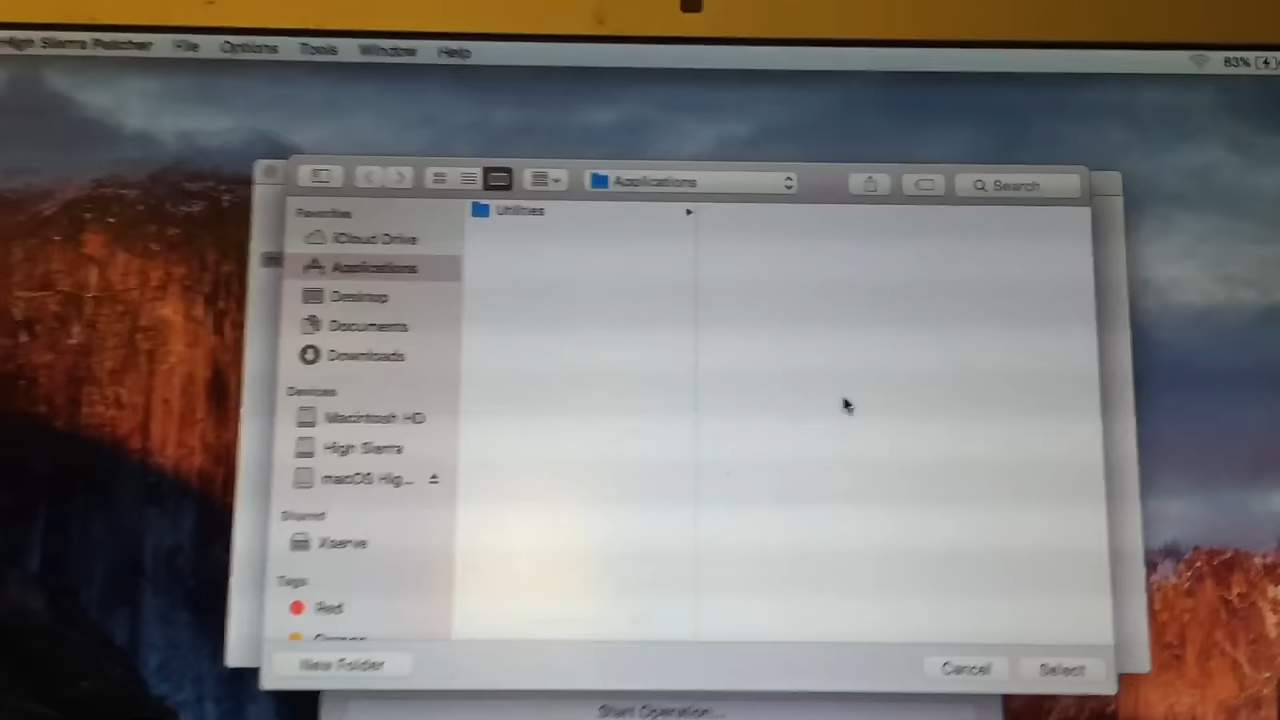 High Sierra Patcher File Options Tools Window Help 83%
Applications
Search
Favorites
iCloud Drive
Applications
Desktop
Documents
Downloads
Devices
Macintosh HD
High Sierra
macOS Hig...
Shared
Xserve
Tags
Red
Orange
Utilities
New Folder
Cancel
Select
Start Operation...